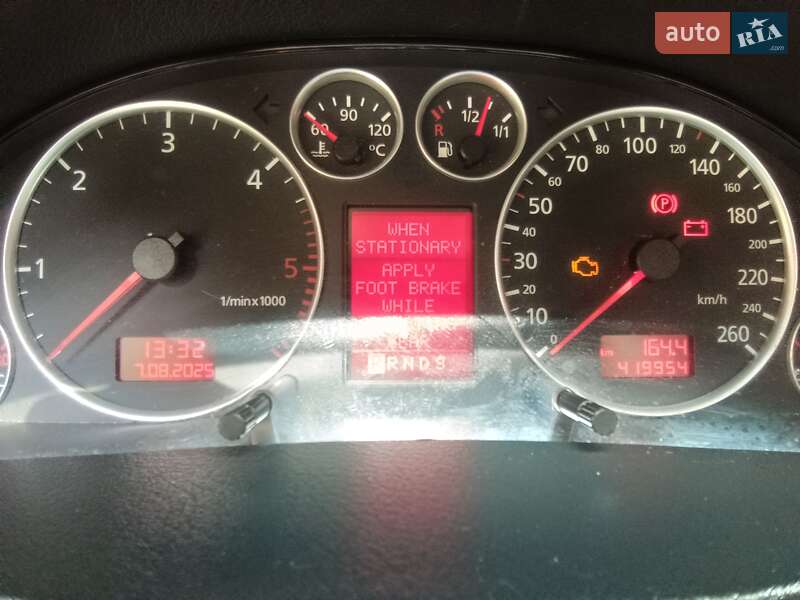 auto RIA.com
1
2
3
4
5
1/min x 1000
13:32
7.08.2025
60
90
120
°C
R
1/2
1/1
WHEN
STATIONARY
APPLY
FOOT BRAKE
WHILE
P R N D S
0
10
20
30
40
50
60
70
80
100
120
140
160
180
200
220
240
260
km/h
P
km
164.4
419954